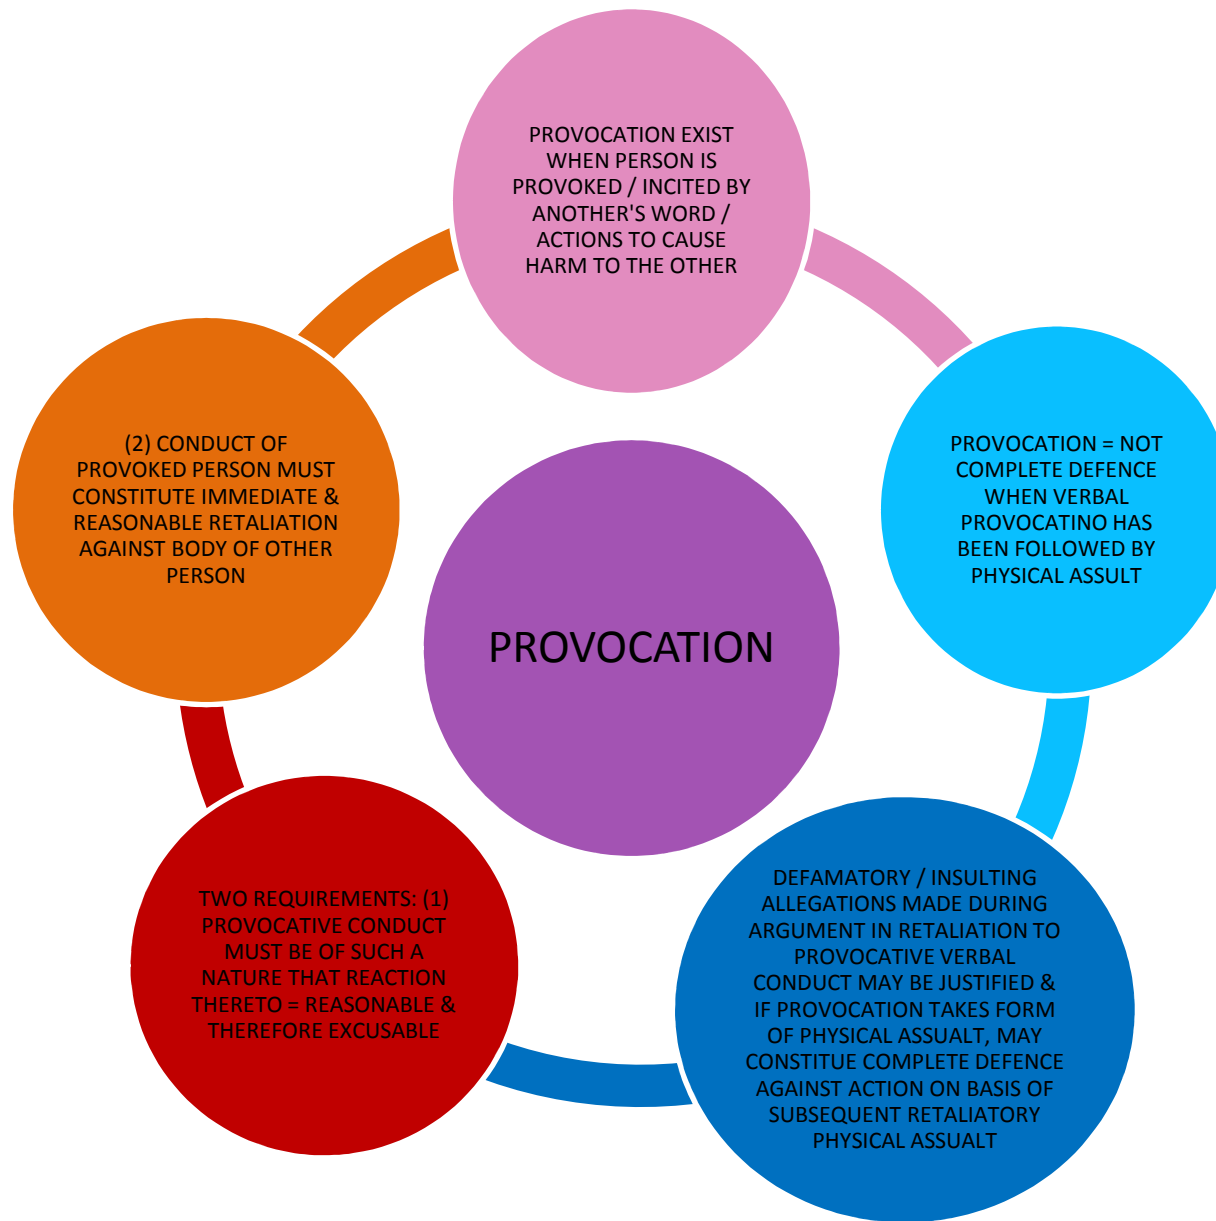 PROVOCATION EXIST
WHEN PERSON IS
PROVOKED / INCITED BY
ANOTHER'S WORD /
ACTIONS TO CAUSE
HARM TO THE OTHER
PROVOCATION = NOT
COMPLETE DEFENCE
WHEN VERBAL
PROVOCATINO HAS
BEEN FOLLOWED BY
PHYSICAL ASSULT
DEFAMATORY / INSULTING
ALLEGATIONS MADE DURING
ARGUMENT IN RETALIATION TO
PROVOCATIVE VERBAL
CONDUCT MAY BE JUSTIFIED &
IF PROVOCATION TAKES FORM
OF PHYSICAL ASSUALT, MAY
CONSTITUE COMPLETE DEFENCE
AGAINST ACTION ON BASIS OF
SUBSEQUENT RETALIATORY
PHYSICAL ASSUALT
TWO REQUIREMENTS: (1)
PROVOCATIVE CONDUCT
MUST BE OF SUCH A
NATURE THAT REACTION
THERETO = REASONABLE &
THEREFORE EXCUSABLE
(2) CONDUCT OF
PROVOKED PERSON MUST
CONSTITUTE IMMEDIATE &
REASONABLE RETALIATION
AGAINST BODY OF OTHER
PERSON
PROVOCATION